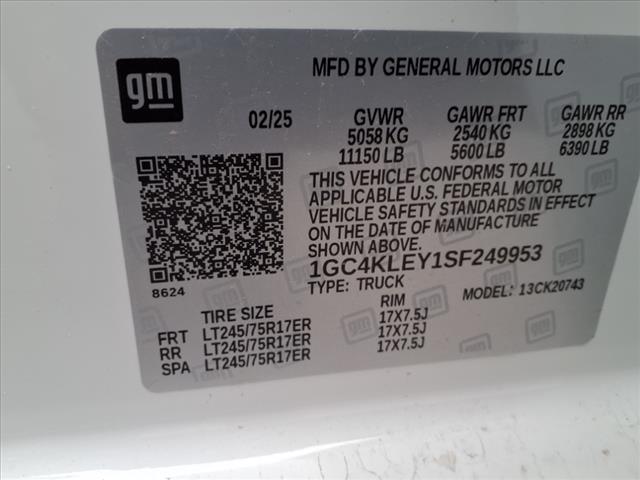 gm
MFD BY GENERAL MOTORS LLC
02/25 GVWR GAWR FRT GAWR RR
5058 KG 2540 KG 2898 KG
11150 LB 5600 LB 6390 LB
THIS VEHICLE CONFORMS TO ALL
APPLICABLE U.S. FEDERAL MOTOR
VEHICLE SAFETY STANDARDS IN EFFECT
ON THE DATE OF MANUFACTURE
SHOWN ABOVE.
1GC4KLEY1SF249953
8624
TYPE: TRUCK MODEL: 13CK20743
TIRE SIZE RIM
FRT LT245/75R17ER 17X7.5J
RR LT245/75R17ER 17X7.5J
SPA LT245/75R17ER 17X7.5J